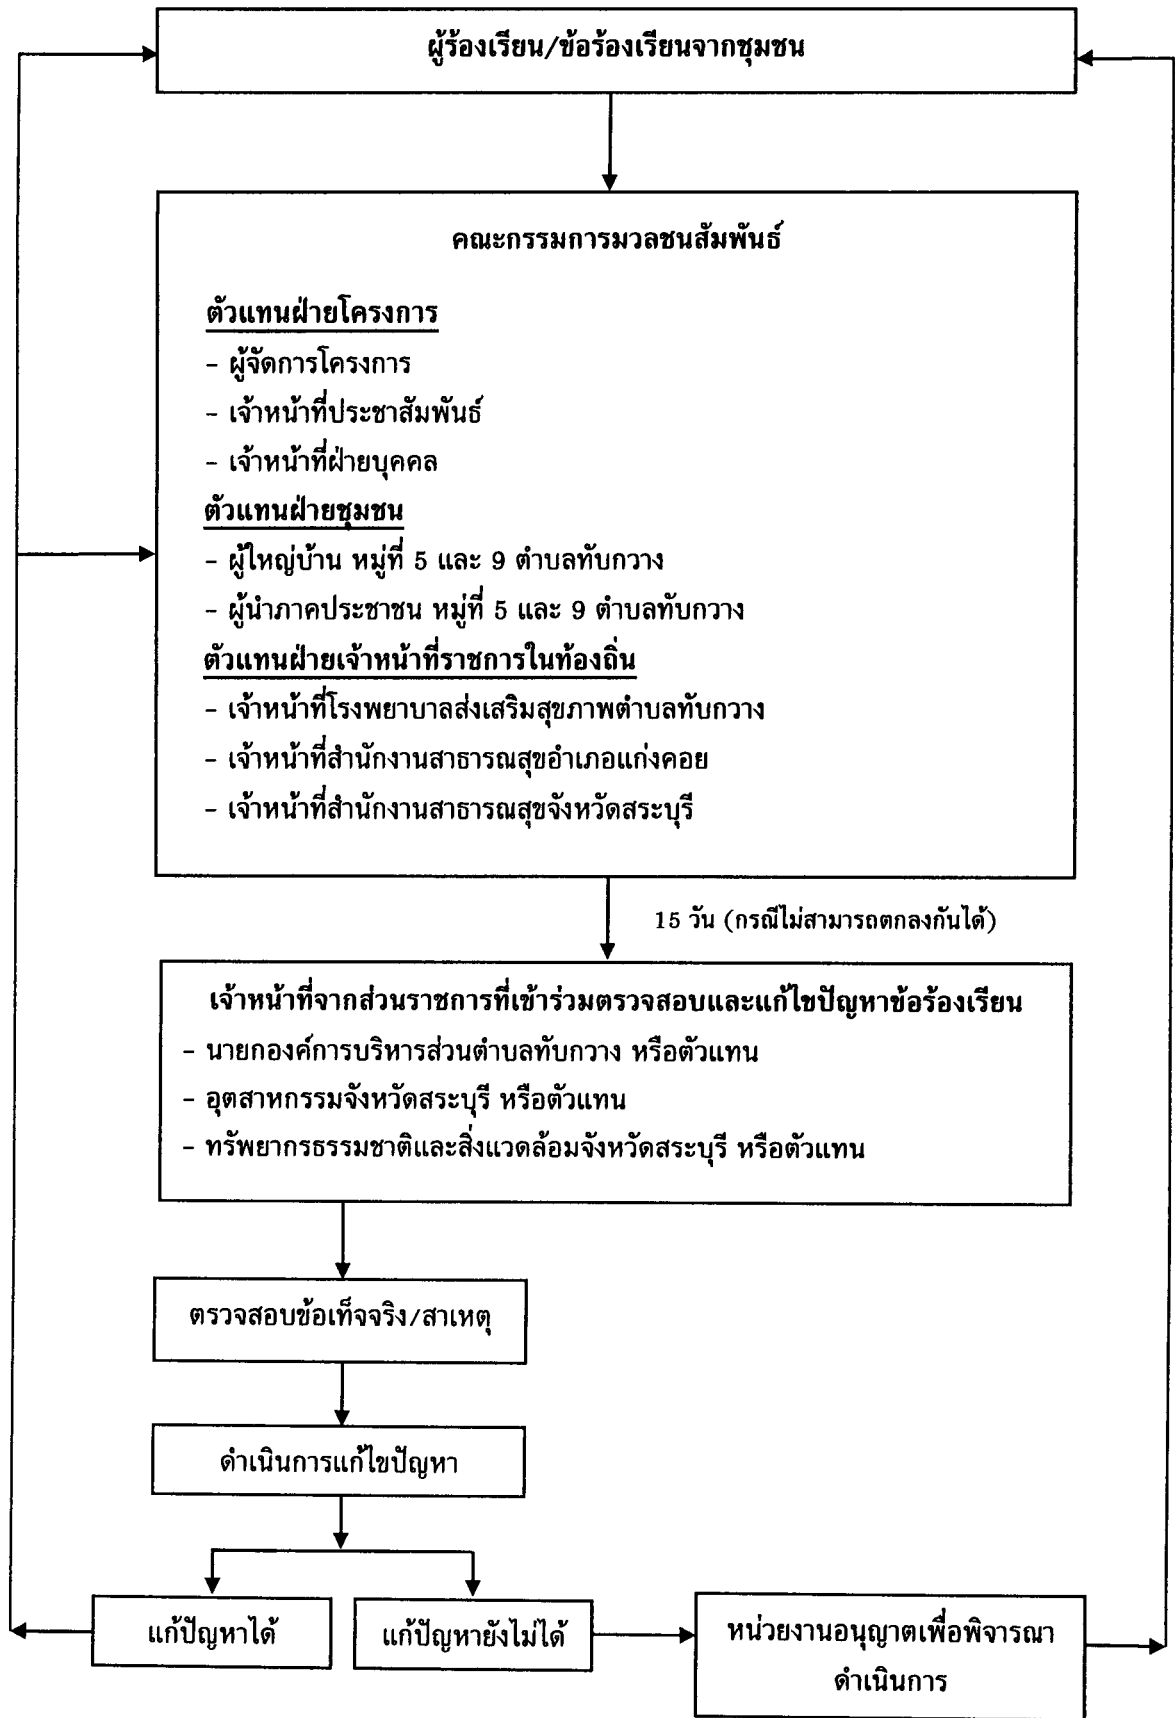 ผู้ร้องเรียน/ข้อร้องเรียนจากชุมชน
คณะกรรมการมวลชนสัมพันธ์
ตัวแทนฝ่ายโครงการ
- ผู้จัดการโครงการ
- เจ้าหน้าที่ประชาสัมพันธ์
- เจ้าหน้าที่ฝ่ายบุคคล
ตัวแทนฝ่ายชุมชน
- ผู้ใหญ่บ้าน หมู่ที่ 5 และ 9 ตำบลทับกวาง
- ผู้นำภาคประชาชน หมู่ที่ 5 และ 9 ตำบลทับกวาง
ตัวแทนฝ่ายเจ้าหน้าที่ราชการในท้องถิ่น
- เจ้าหน้าที่โรงพยาบาลส่งเสริมสุขภาพตำบลทับกวาง
- เจ้าหน้าที่สำนักงานสาธารณสุขอำเภอแก่งคอย
- เจ้าหน้าที่สำนักงานสาธารณสุขจังหวัดสระบุรี
15 วัน (กรณีไม่สามารถตกลงกันได้)
เจ้าหน้าที่จากส่วนราชการที่เข้าร่วมตรวจสอบและแก้ไขปัญหาข้อร้องเรียน
- นายกองค์การบริหารส่วนตำบลทับกวาง หรือตัวแทน
- อุตสาหกรรมจังหวัดสระบุรี หรือตัวแทน
- ทรัพยากรธรรมชาติและสิ่งแวดล้อมจังหวัดสระบุรี หรือตัวแทน
ตรวจสอบข้อเท็จจริง/สาเหตุ
ดำเนินการแก้ไขปัญหา
แก้ปัญหาได้
แก้ปัญหายังไม่ได้
หน่วยงานอนุญาตเพื่อพิจารณา
ดำเนินการ